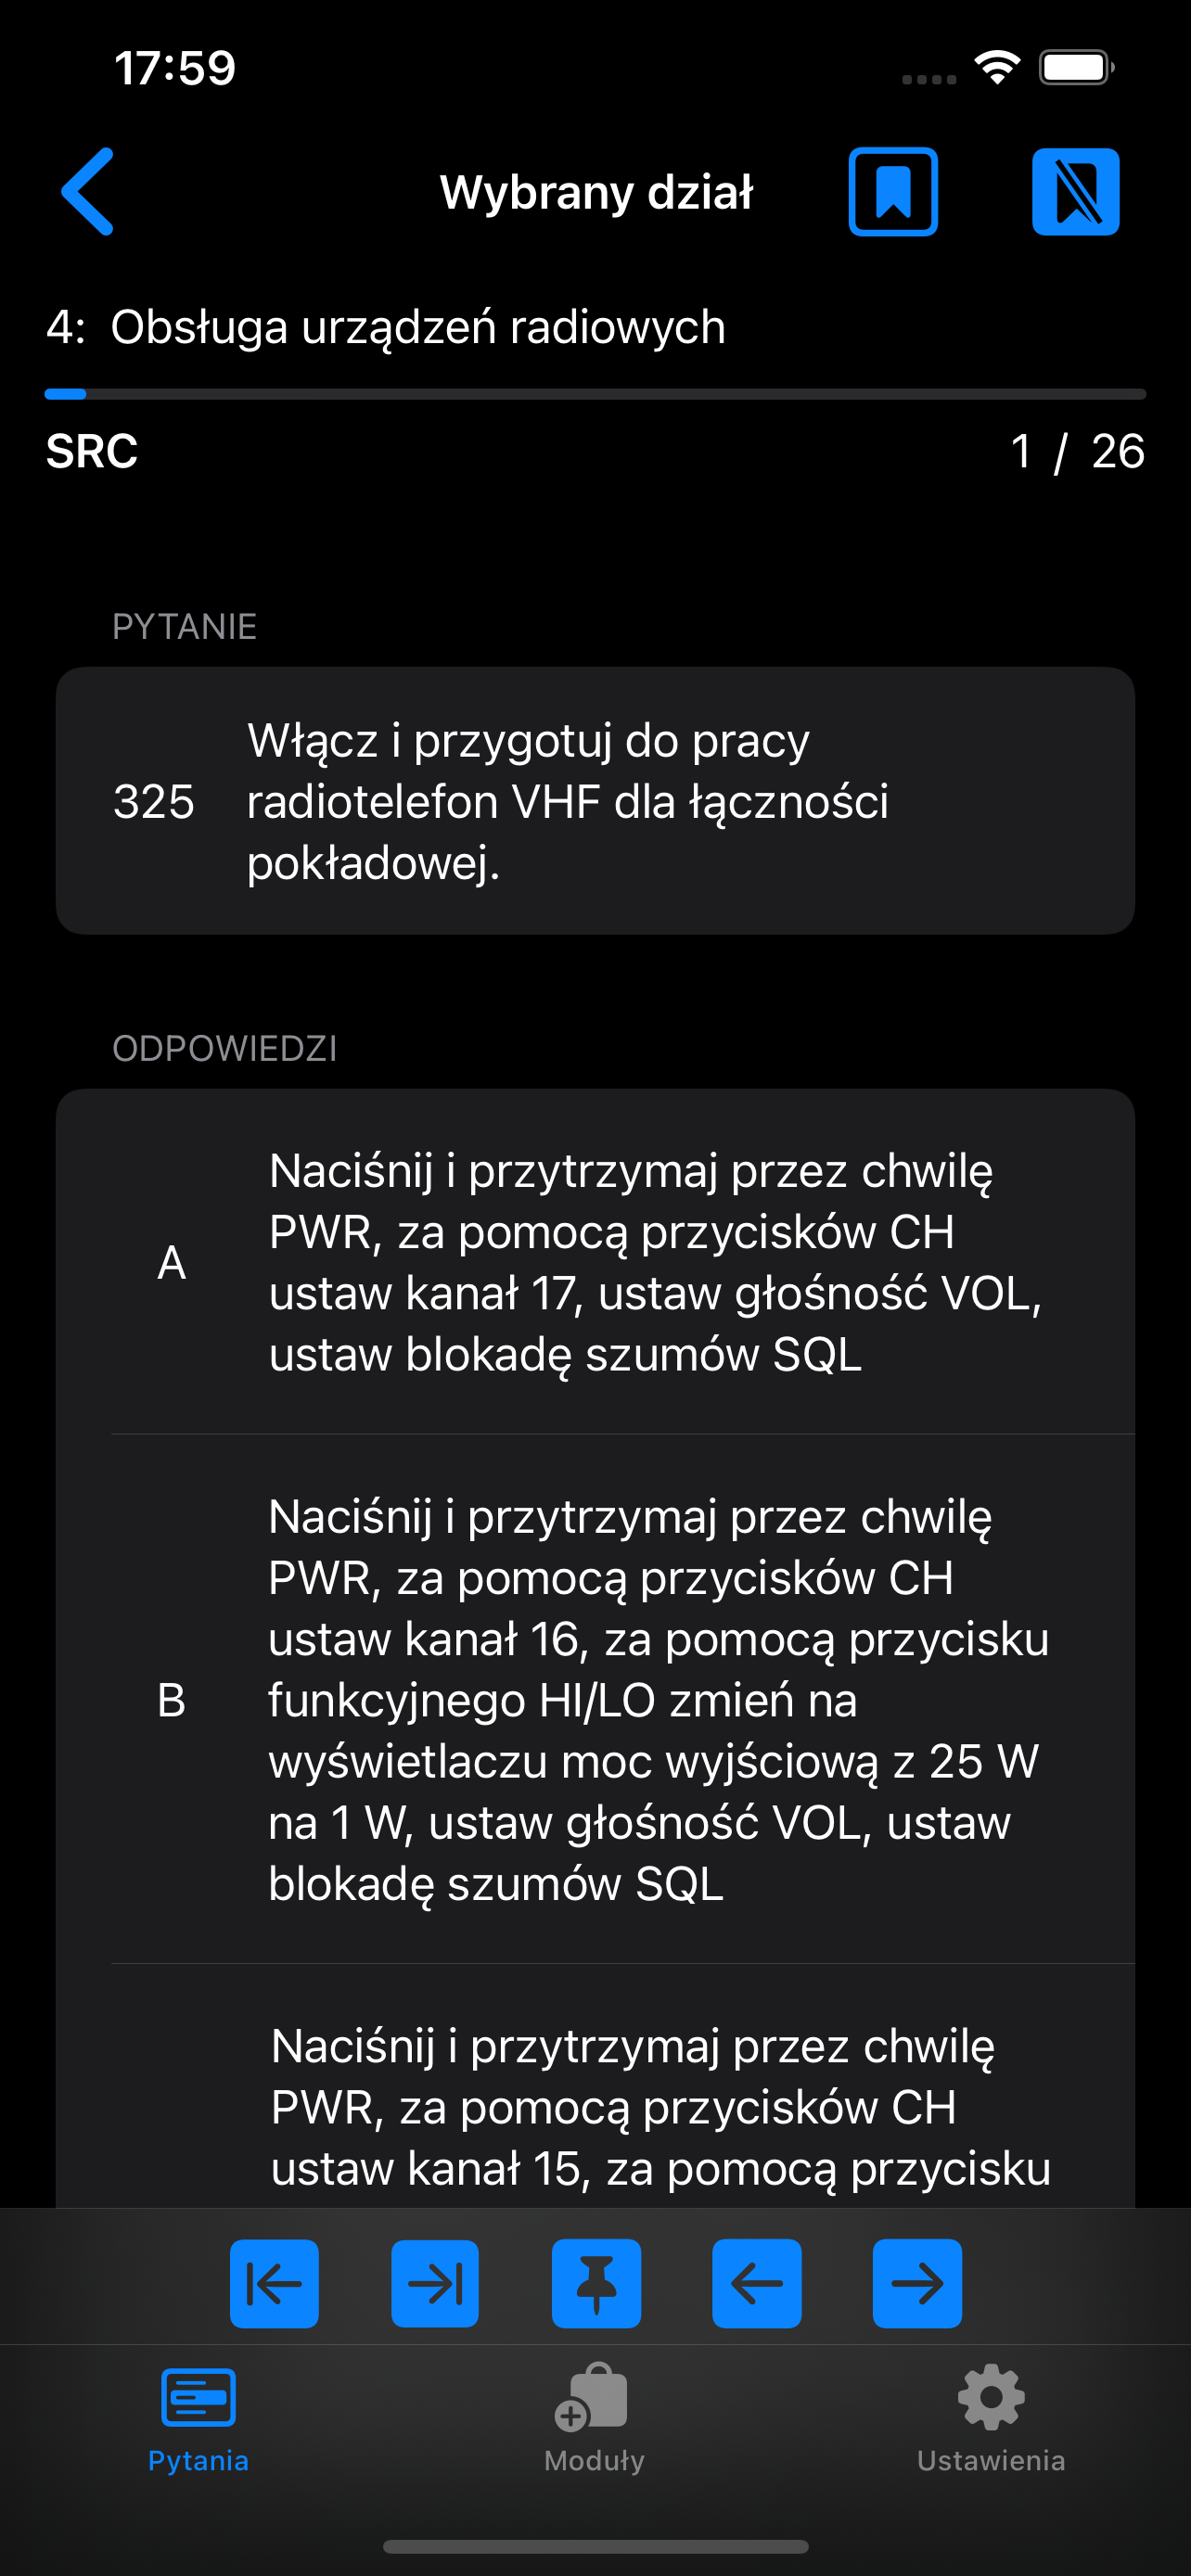 17:59
Wybrany dział
4: Obsługa urządzeń radiowych
SRC
1 / 26
PYTANIE
325
Włącz i przygotuj do pracy
radiotelefon VHF dla łączności
pokładowej.
ODPOWIEDZI
A
Naciśnij i przytrzymaj przez chwilę
PWR, za pomocą przycisków CH
ustaw kanał 17, ustaw głośność VOL,
ustaw blokadę szumów SQL
B
Naciśnij i przytrzymaj przez chwilę
PWR, za pomocą przycisków CH
ustaw kanał 16, za pomocą przycisku
funkcyjnego HI/LO zmień na
wyświetlaczu moc wyjściową z 25 W
na 1 W, ustaw głośność VOL, ustaw
blokadę szumów SQL
Naciśnij i przytrzymaj przez chwilę
PWR, za pomocą przycisków CH
ustaw kanał 15, za pomocą przycisku
Pytania
Moduły
Ustawienia